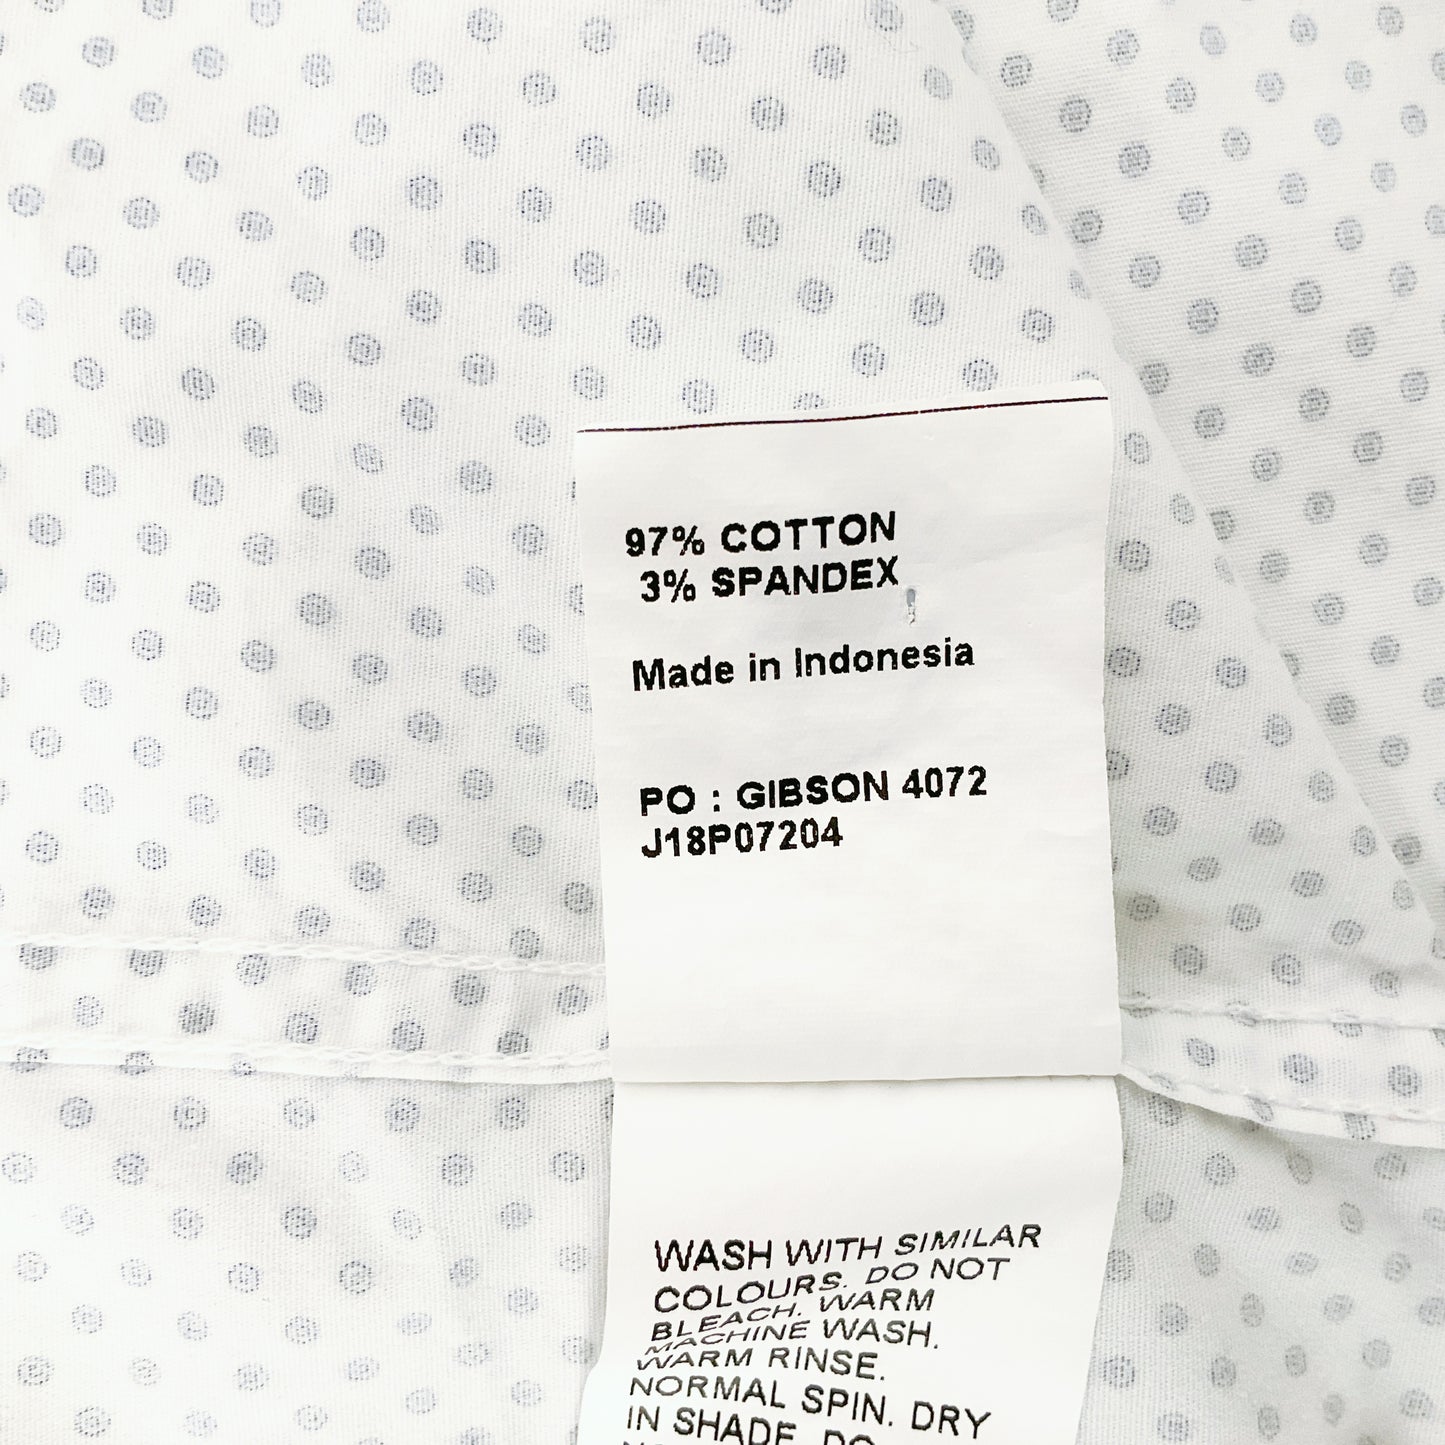 97% COTTON
3% SPANDEX
Made in Indonesia
PO : GIBSON 4072
J18P07204
WASH WITH SIMILAR
COLOURS. DO NOT
BLEACH. WARM
MACHINE WASH.
WARM RINSE.
NORMAL SPIN. DRY
IN SHADE. DO